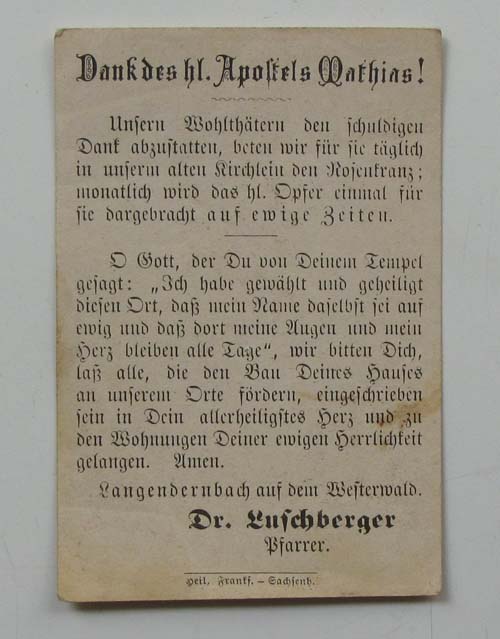 Dank des hl. Apostels Mathias!
Unsern Wohlthätern den schuldigen
Dank abzustatten, beten wir für sie täglich
in unserm alten Kirchlein den Rosenkranz;
monatlich wird das hl. Opfer einmal für
sie dargebracht auf ewige Zeiten.
O Gott, der Du von Deinem Tempel
gesagt: „Ich habe gewählt und geheiligt
diesen Ort, daß mein Name daselbst sei auf
ewig und daß dort meine Augen und mein
Herz bleiben alle Tage“, wir bitten Dich,
laß alle, die den Bau Deines Hauses
an unserem Orte fördern, eingeschrieben
sein in Dein allerheiligstes Herz und zu
den Wohnungen Deiner ewigen Herrlichkeit
gelangen. Amen.
Langendernbach auf dem Westerwald.
Dr. Luschberger
Pfarrer.
Heil, Frankf. – Sachsenh.